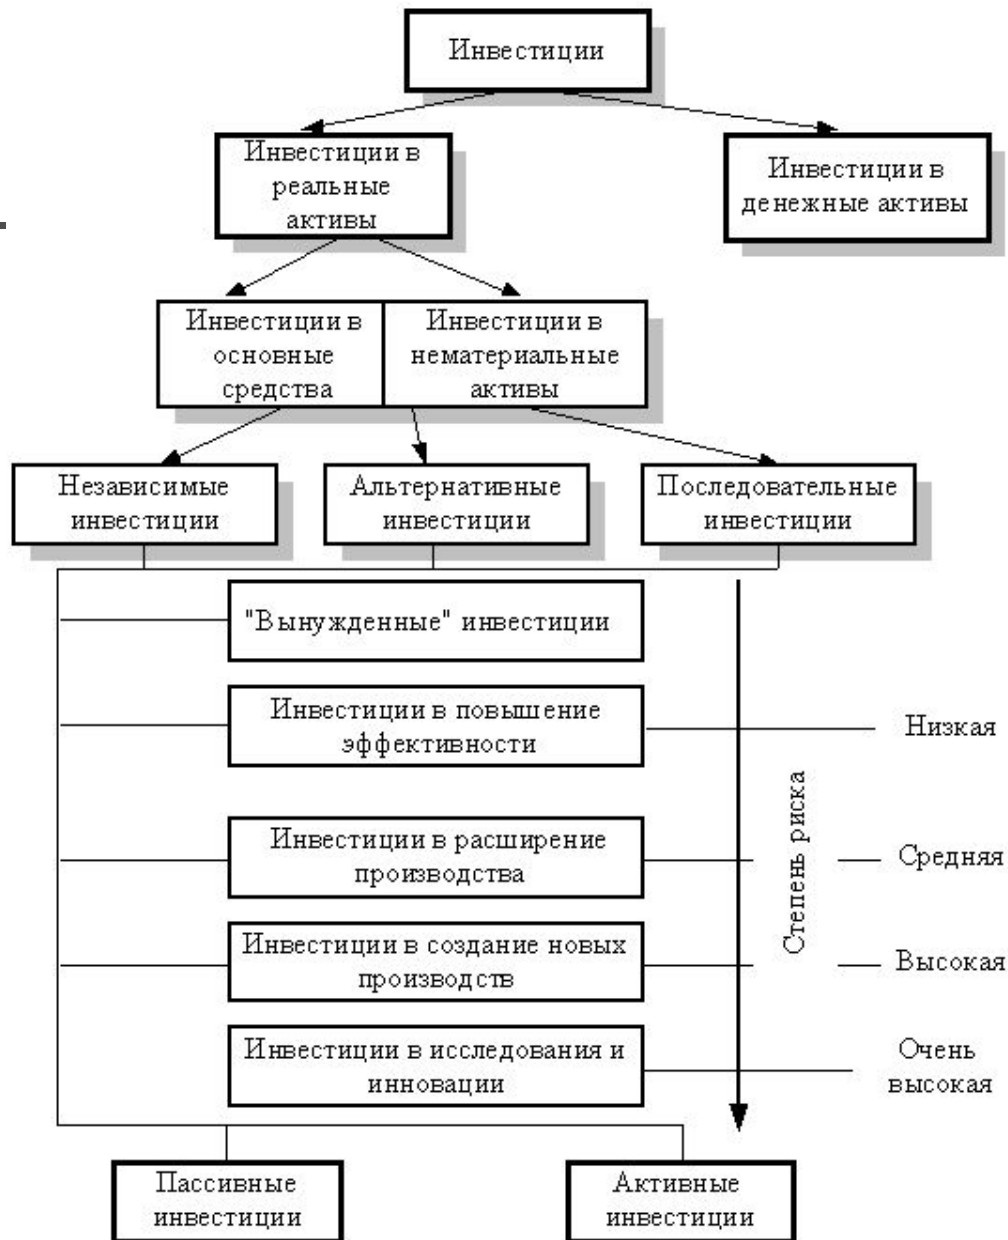 Инвестиции
Инвестиции в
реальные
активы
Инвестиции в
денежные активы
Инвестиции в
основные
средства
Инвестиции в
нематериальные
активы
Независимые
инвестиции
Альтернативные
инвестиции
Последовательные
инвестиции
"Вынужденные" инвестиции
Инвестиции в повышение
эффективности
Низкая
Инвестиции в расширение
производства
Средняя
Степень риска
Инвестиции в создание новых
производств
Высокая
Инвестиции в исследования и
инновации
Очень
высокая
Пассивные
инвестиции
Активные
инвестиции